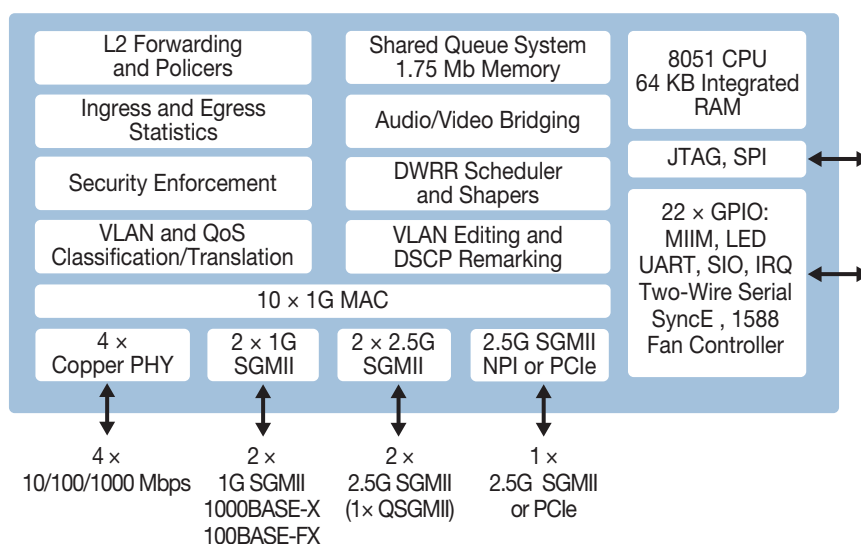 L2 Forwarding
and Policers
Shared Queue System
1.75 Mb Memory
8051 CPU
64 KB Integrated
RAM
Ingress and Egress
Statistics
Audio/Video Bridging
JTAG, SPI
Security Enforcement
DWRR Scheduler
and Shapers
22 × GPIO:
MIIM, LED
UART, SIO, IRQ
Two-Wire Serial
SyncE , 1588
Fan Controller
VLAN and QoS
Classification/Translation
VLAN Editing and
DSCP Remarking
10 × 1G MAC
4 ×
Copper PHY
2 × 1G
SGMII
2 × 2.5G
SGMII
2.5G SGMII
NPI or PCIe
4 ×
10/100/1000 Mbps
2 ×
1G SGMII
1000BASE-X
100BASE-FX
2 ×
2.5G SGMII
(1× QSGMII)
1 ×
2.5G SGMII
or PCIe